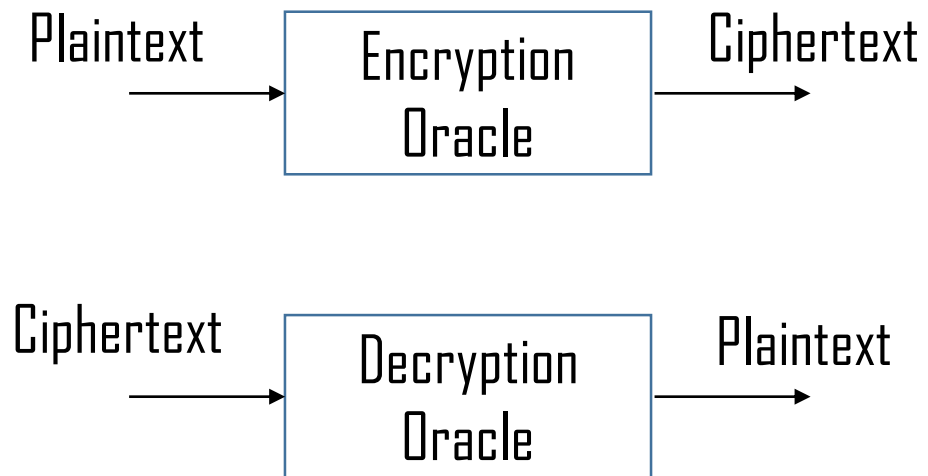 Plaintext
Encryption
Oracle
Ciphertext
Ciphertext
Decryption
Oracle
Plaintext